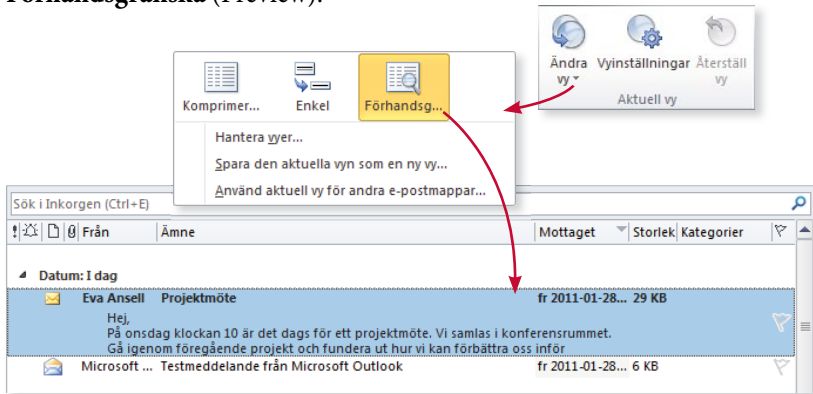 Förhandsgranska (Preview).
Ändra vy
Vyinställningar
Återställ vy
Aktuell vy
Komprimer...
Enkel
Förhandsg...
Hantera vyer...
Spara den aktuella vyn som en ny vy...
Använd aktuell vy för andra e-postmappar...
Sök i Inkorgen (Ctrl+E)
Från Ämne Mottaget Storlek Kategorier
Datum: I dag
Eva Ansell Projektmöte fr 2011-01-28... 29 KB
Hej,
På onsdag klockan 10 är det dags för ett projektmöte. Vi samlas i konferensrummet.
Gå igenom föregående projekt och fundera ut hur vi kan förbättra oss inför
Microsoft ... Testmeddelande från Microsoft Outlook fr 2011-01-28... 6 KB